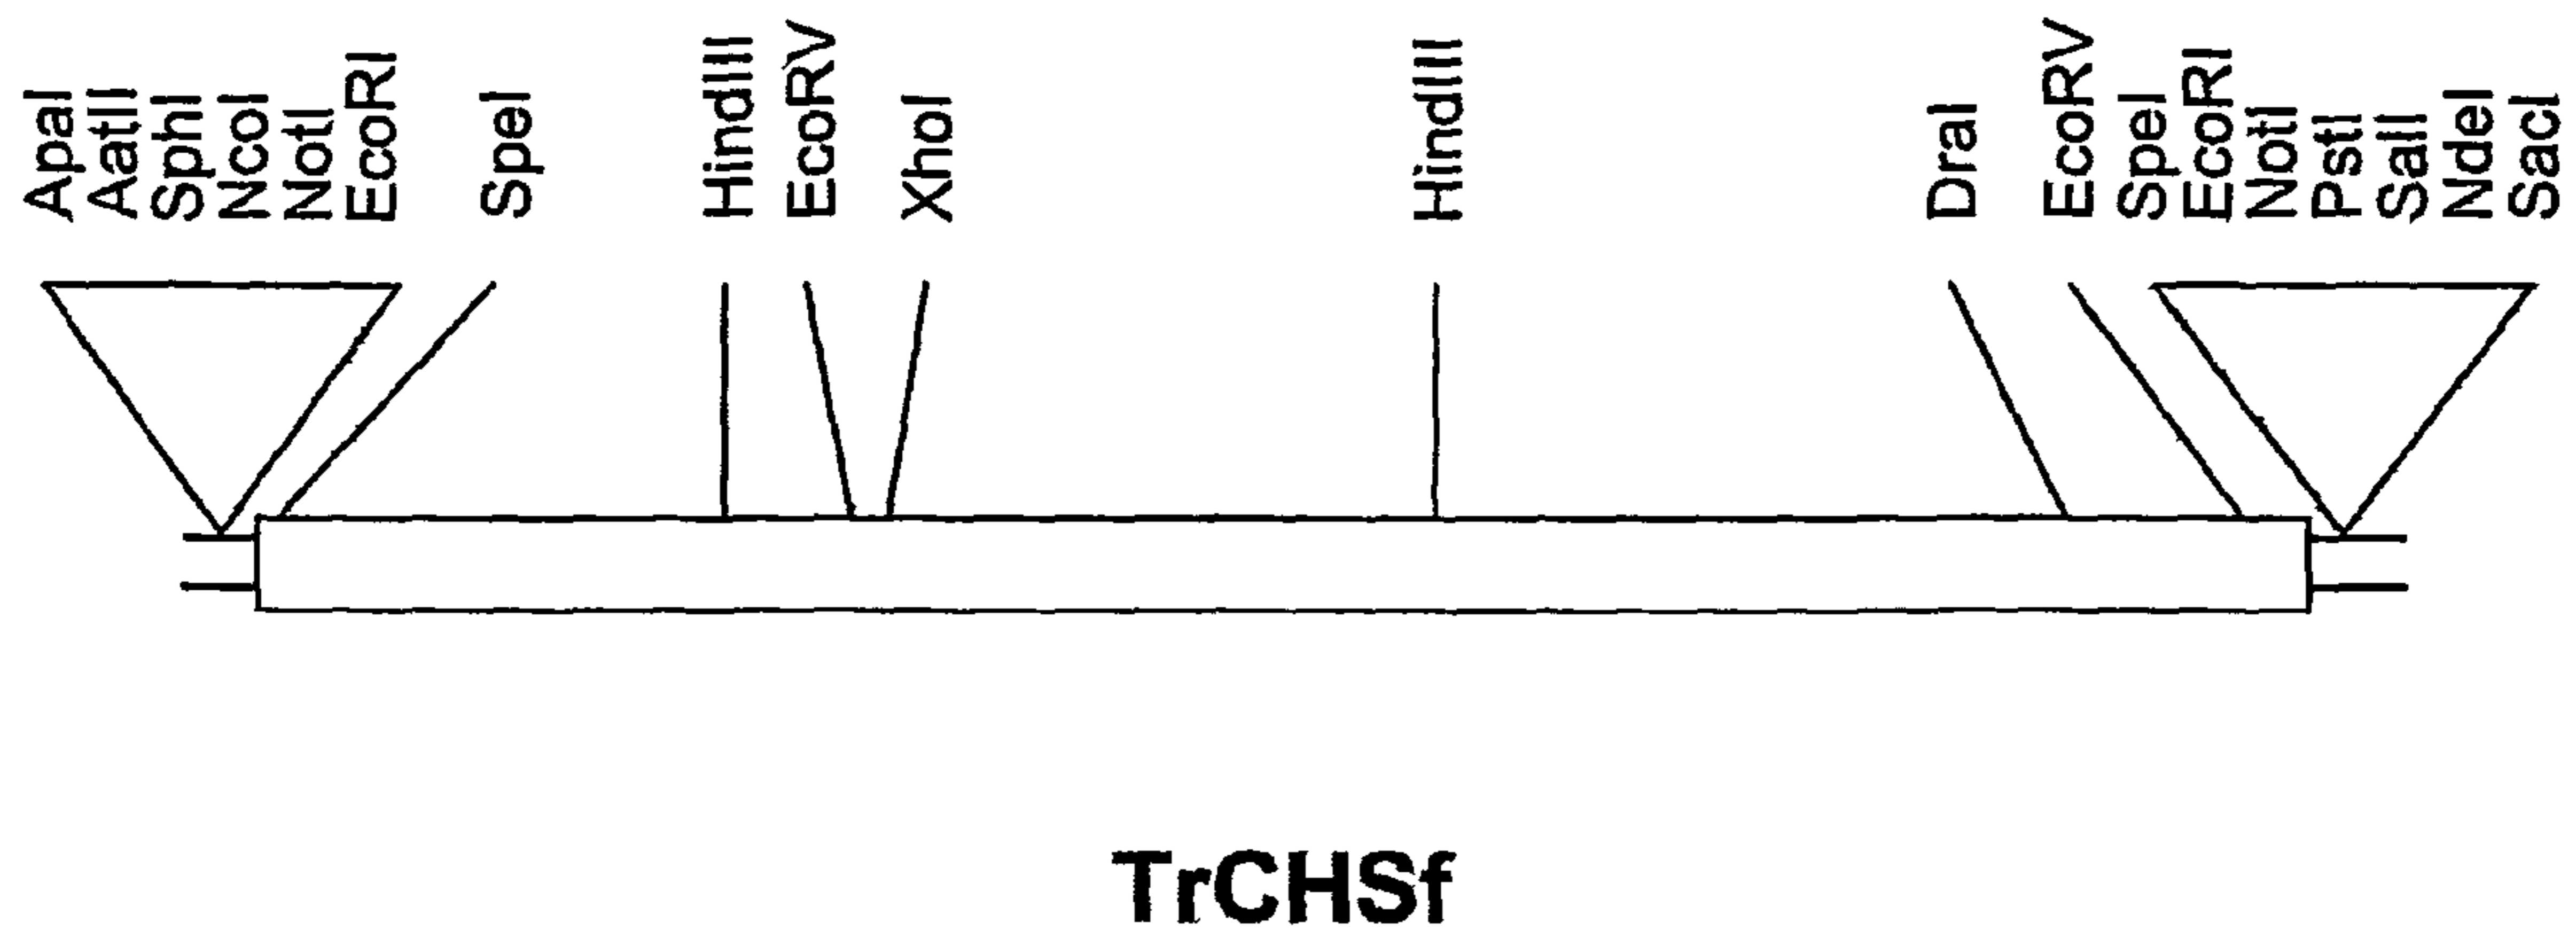 ApaI
AatII
SphI
NcoI
NotI
EcoRI
SpeI
HindIII
EcoRV
XhoI
HindIII
DraI
EcoRV
SpeI
EcoRI
NotI
PstI
SalI
NdeI
SacI
TrCHSf